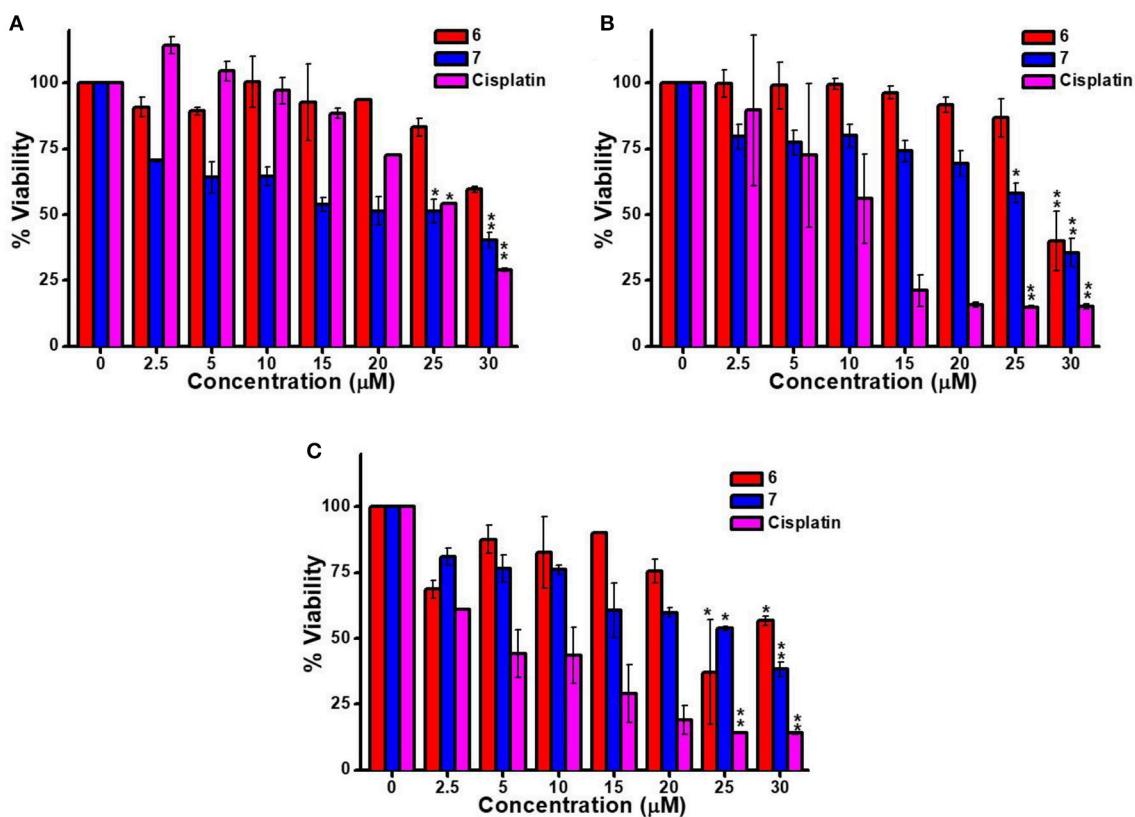 A
6
7
Cisplatin
% Viability
100
75
50
25
0
* *
** **
0 2.5 5 10 15 20 25 30
Concentration (μM)
B
6
7
Cisplatin
% Viability
100
75
50
25
0
*
** **
** **
0 2.5 5 10 15 20 25 30
Concentration (μM)
C
6
7
Cisplatin
% Viability
100
75
50
25
0
* * *
**
** **
0 2.5 5 10 15 20 25 30
Concentration (μM)